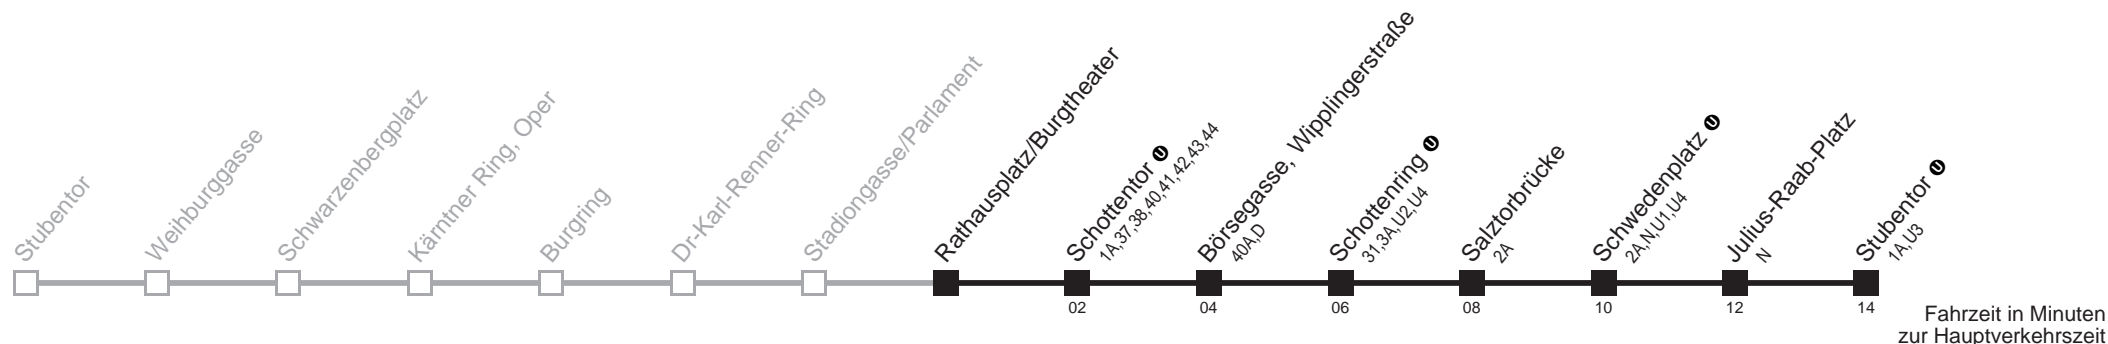 Stubentor
Weihburggasse
Schwarzenbergplatz
Kärntner Ring, Oper
Burgring
Dr-Karl-Renner-Ring
Stadiongasse/Parlament
Rathausplatz/Burgtheater
Schottentor U
1A,37,38,40,41,42,43,44
Börsegasse, Wipplingerstraße
40A,D
Schottenring U
31,3A,U2,U4
Salztorbrücke
2A
Schwedenplatz U
2A,N,U1,U4
Julius-Raab-Platz
N
Stubentor U
1A,U3
02
04
06
08
10
12
14
Fahrzeit in Minuten
zur Hauptverkehrszeit